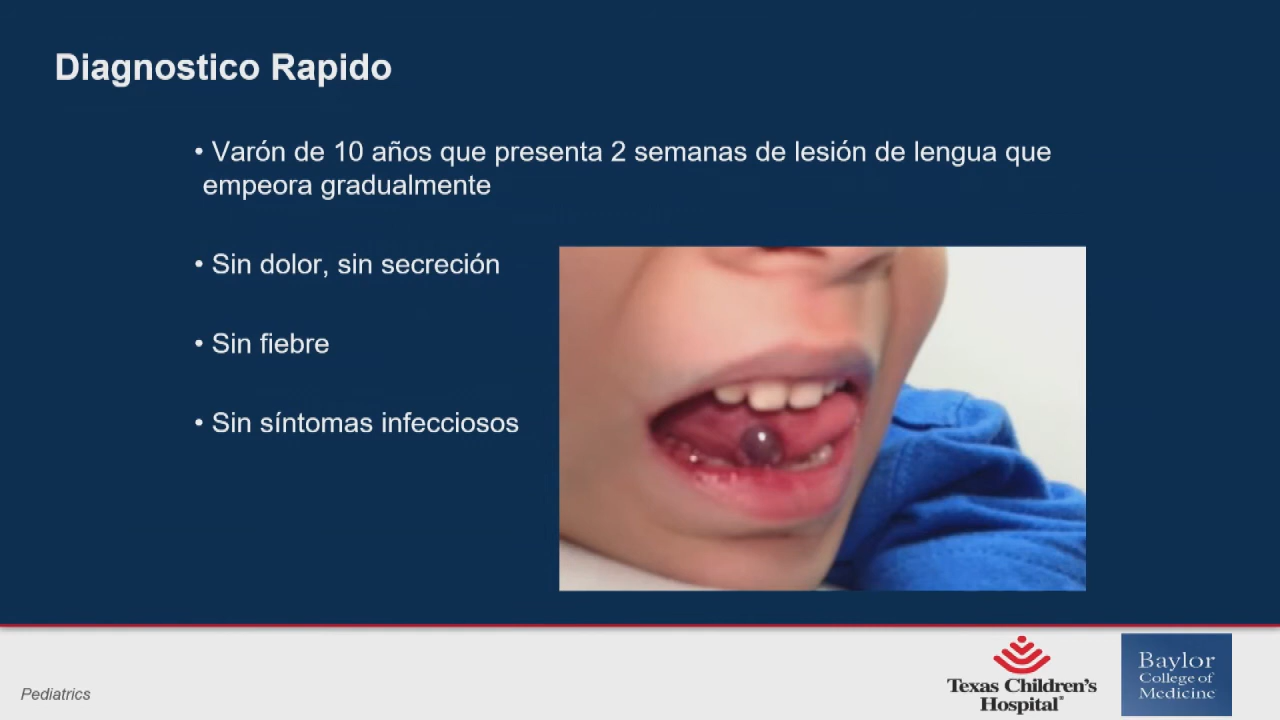 Diagnostico Rapido
• Varón de 10 años que presenta 2 semanas de lesión de lengua que
empeora gradualmente
• Sin dolor, sin secreción
• Sin fiebre
• Sin síntomas infecciosos
Pediatrics
Texas Children's
Hospital®
Baylor
College of
Medicine